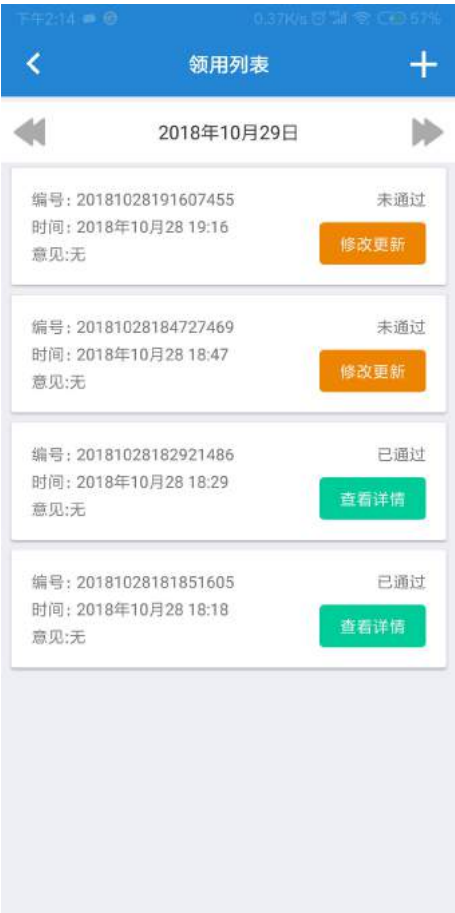 下午2:14
0.37K/s 57%
领用列表
2018年10月29日
编号: 20181028191607455 未通过
时间: 2018年10月28 19:16
修改更新
意见:无
编号: 20181028184727469 未通过
时间: 2018年10月28 18:47
修改更新
意见:无
编号: 20181028182921486 已通过
时间: 2018年10月28 18:29
查看详情
意见:无
编号: 20181028181851605 已通过
时间: 2018年10月28 18:18
查看详情
意见:无